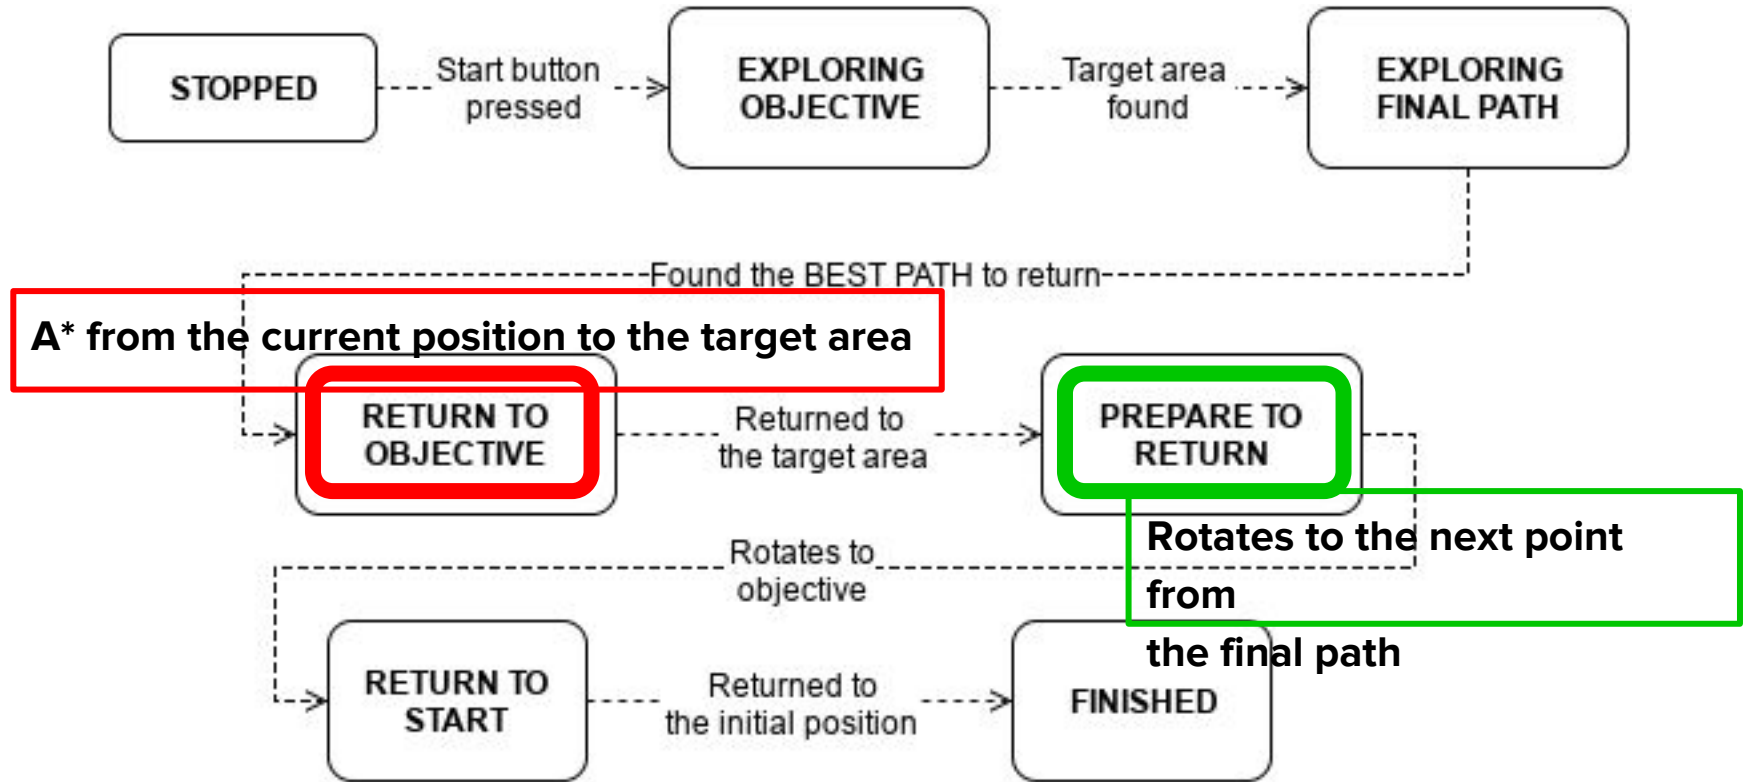 STOPPED
Start button
pressed
EXPLORING
OBJECTIVE
Target area
found
EXPLORING
FINAL PATH
Found the BEST PATH to return
A* from the current position to the target area
RETURN TO
OBJECTIVE
Returned to
the target area
PREPARE TO
RETURN
Rotates to the next point
from
the final path
Rotates to
objective
RETURN TO
START
Returned to
the initial position
FINISHED